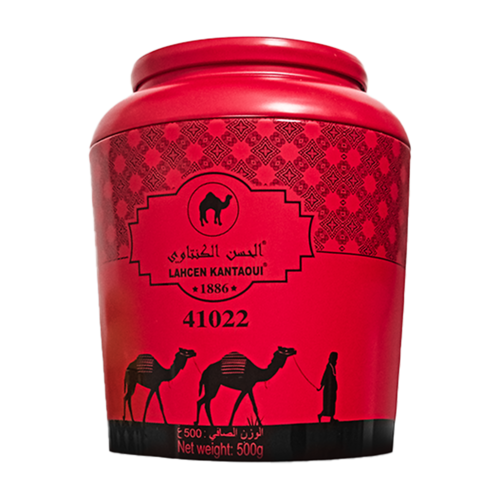 الحسن الكنتاوي®
LAHCEN KANTAOUI®
★1886★
41022
الوزن الصافي : 500 غ
Net weight: 500g